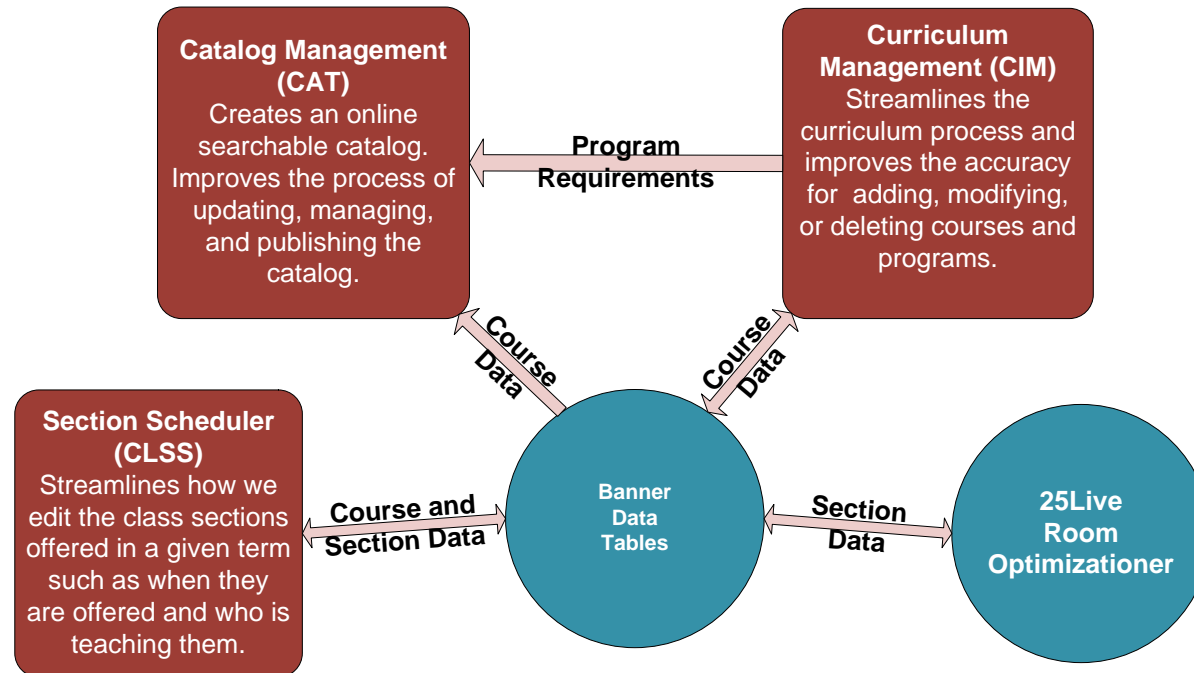 Catalog Management
(CAT)
Creates an online
searchable catalog.
Improves the process of
updating, managing,
and publishing the
catalog.
Curriculum
Management (CIM)
Streamlines the
curriculum process and
improves the accuracy
for adding, modifying,
or deleting courses and
programs.
Program
Requirements
Course
Data
Course
Data
Section Scheduler
(CLSS)
Streamlines how we
edit the class sections
offered in a given term
such as when they
are offered and who is
teaching them.
Course and
Section Data
Banner
Data
Tables
Section
Data
25Live
Room
Optimizationer